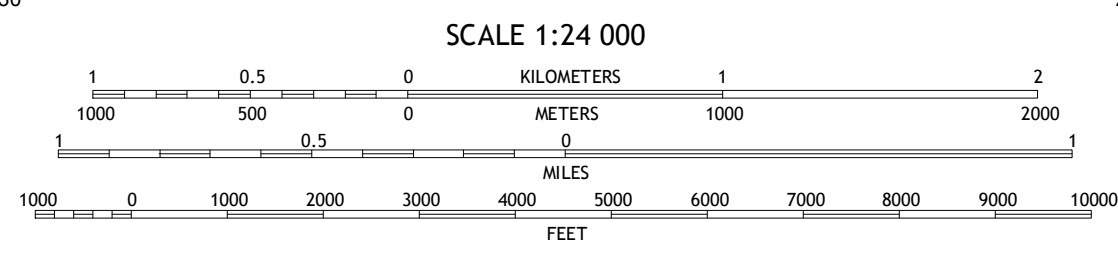 SCALE 1:24 000
1 0.5 0 KILOMETERS 1 2
1000 500 0 METERS 1000 2000
1 0.5 0 1
MILES
1000 0 1000 2000 3000 4000 5000 6000 7000 8000 9000 10000
FEET